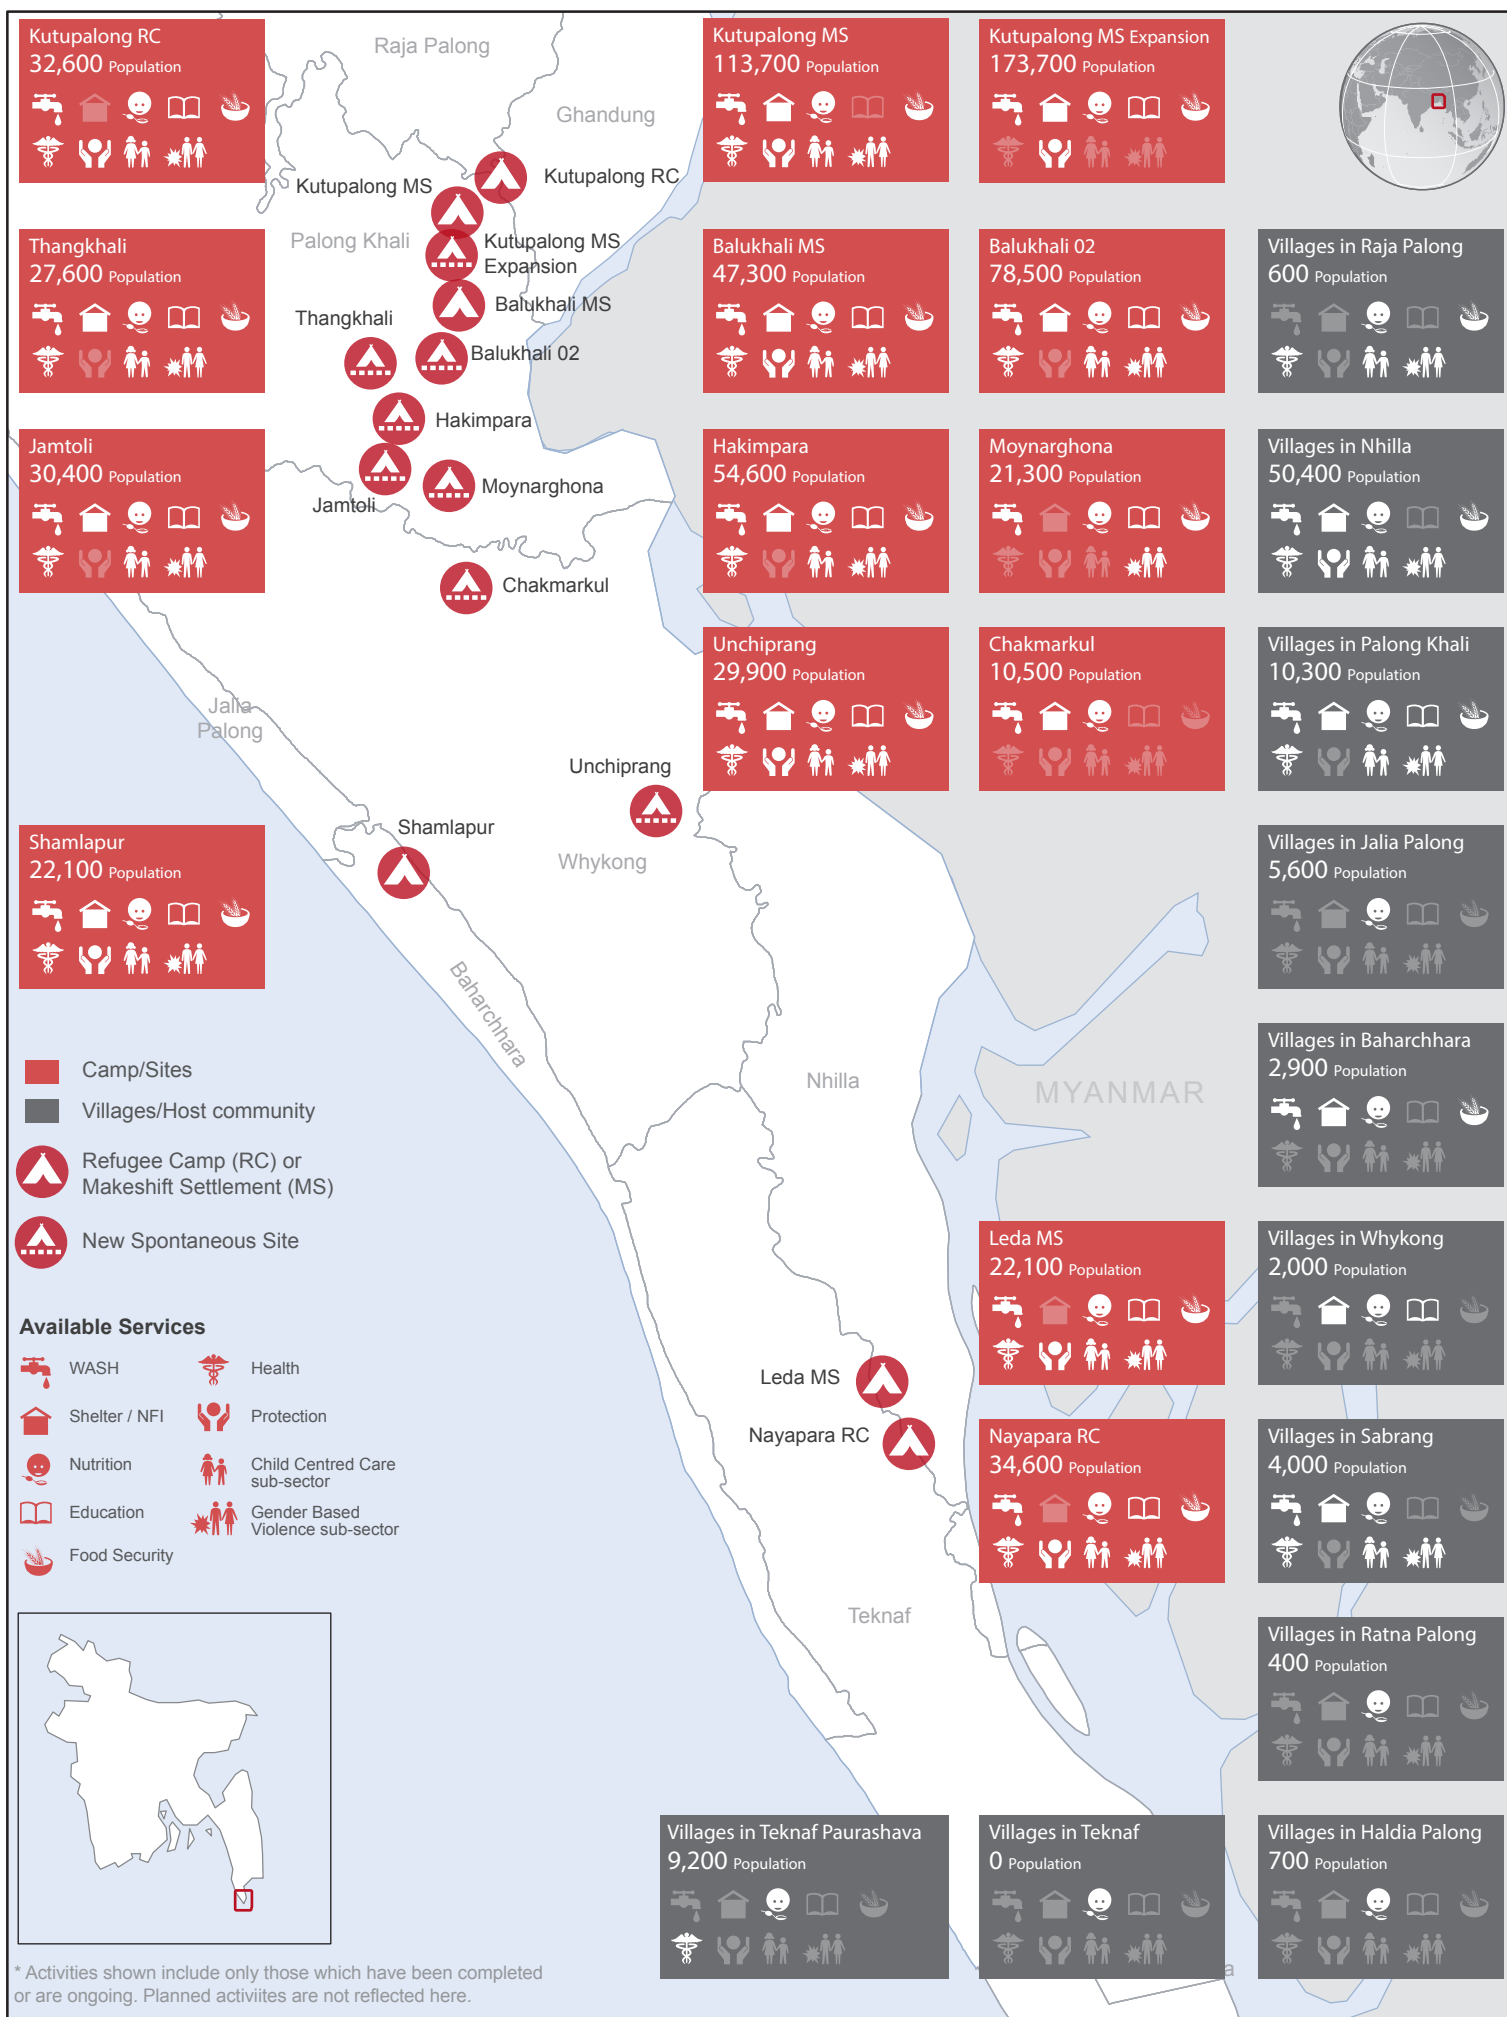 Kutupalong RC
32,600 Population
Kutupalong MS
113,700 Population
Kutupalong MS Expansion
173,700 Population
Thangkhali
27,600 Population
Balukhali MS
47,300 Population
Balukhali 02
78,500 Population
Villages in Raja Palong
600 Population
Jamtoli
30,400 Population
Hakimpara
54,600 Population
Moynarghona
21,300 Population
Villages in Nhilla
50,400 Population
Unchiprang
29,900 Population
Chakmarkul
10,500 Population
Villages in Palong Khali
10,300 Population
Shamlapur
22,100 Population
Villages in Jalia Palong
5,600 Population
Villages in Baharchhara
2,900 Population
Leda MS
22,100 Population
Villages in Whykong
2,000 Population
Nayapara RC
34,600 Population
Villages in Sabrang
4,000 Population
Villages in Ratna Palong
400 Population
Villages in Teknaf Paurashava
9,200 Population
Villages in Teknaf
0 Population
Villages in Haldia Palong
700 Population
Raja Palong
Ghandung
Kutupalong RC
Kutupalong MS
Palong Khali
Kutupalong MS
Expansion
Balukhali MS
Thangkhali
Balukhali 02
Hakimpara
Moynarghona
Jamtoli
Chakmarkul
Jalia
Palong
Unchiprang
Shamlapur
Whykong
Baharchhara
Nhilla
MYANMAR
Leda MS
Nayapara RC
Teknaf
Camp/Sites
Villages/Host community
Refugee Camp (RC) or
Makeshift Settlement (MS)
New Spontaneous Site
Available Services
WASH
Health
Shelter / NFI
Protection
Nutrition
Child Centred Care
sub-sector
Education
Gender Based
Violence sub-sector
Food Security
* Activities shown include only those which have been completed
or are ongoing. Planned activiites are not reflected here.